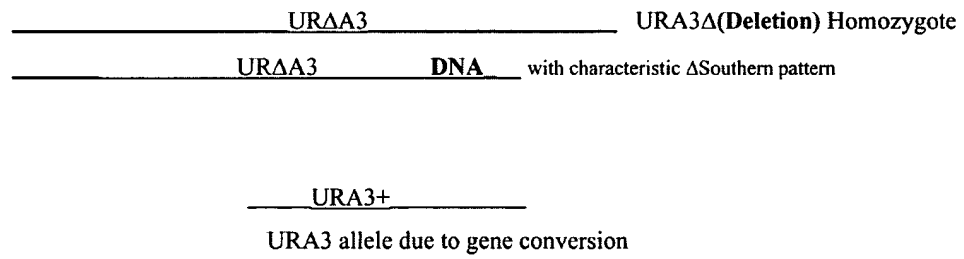 URΔA3 URA3Δ(Deletion) Homozygote
URΔA3 DNA with characteristic ΔSouthern pattern
URA3+
URA3 allele due to gene conversion